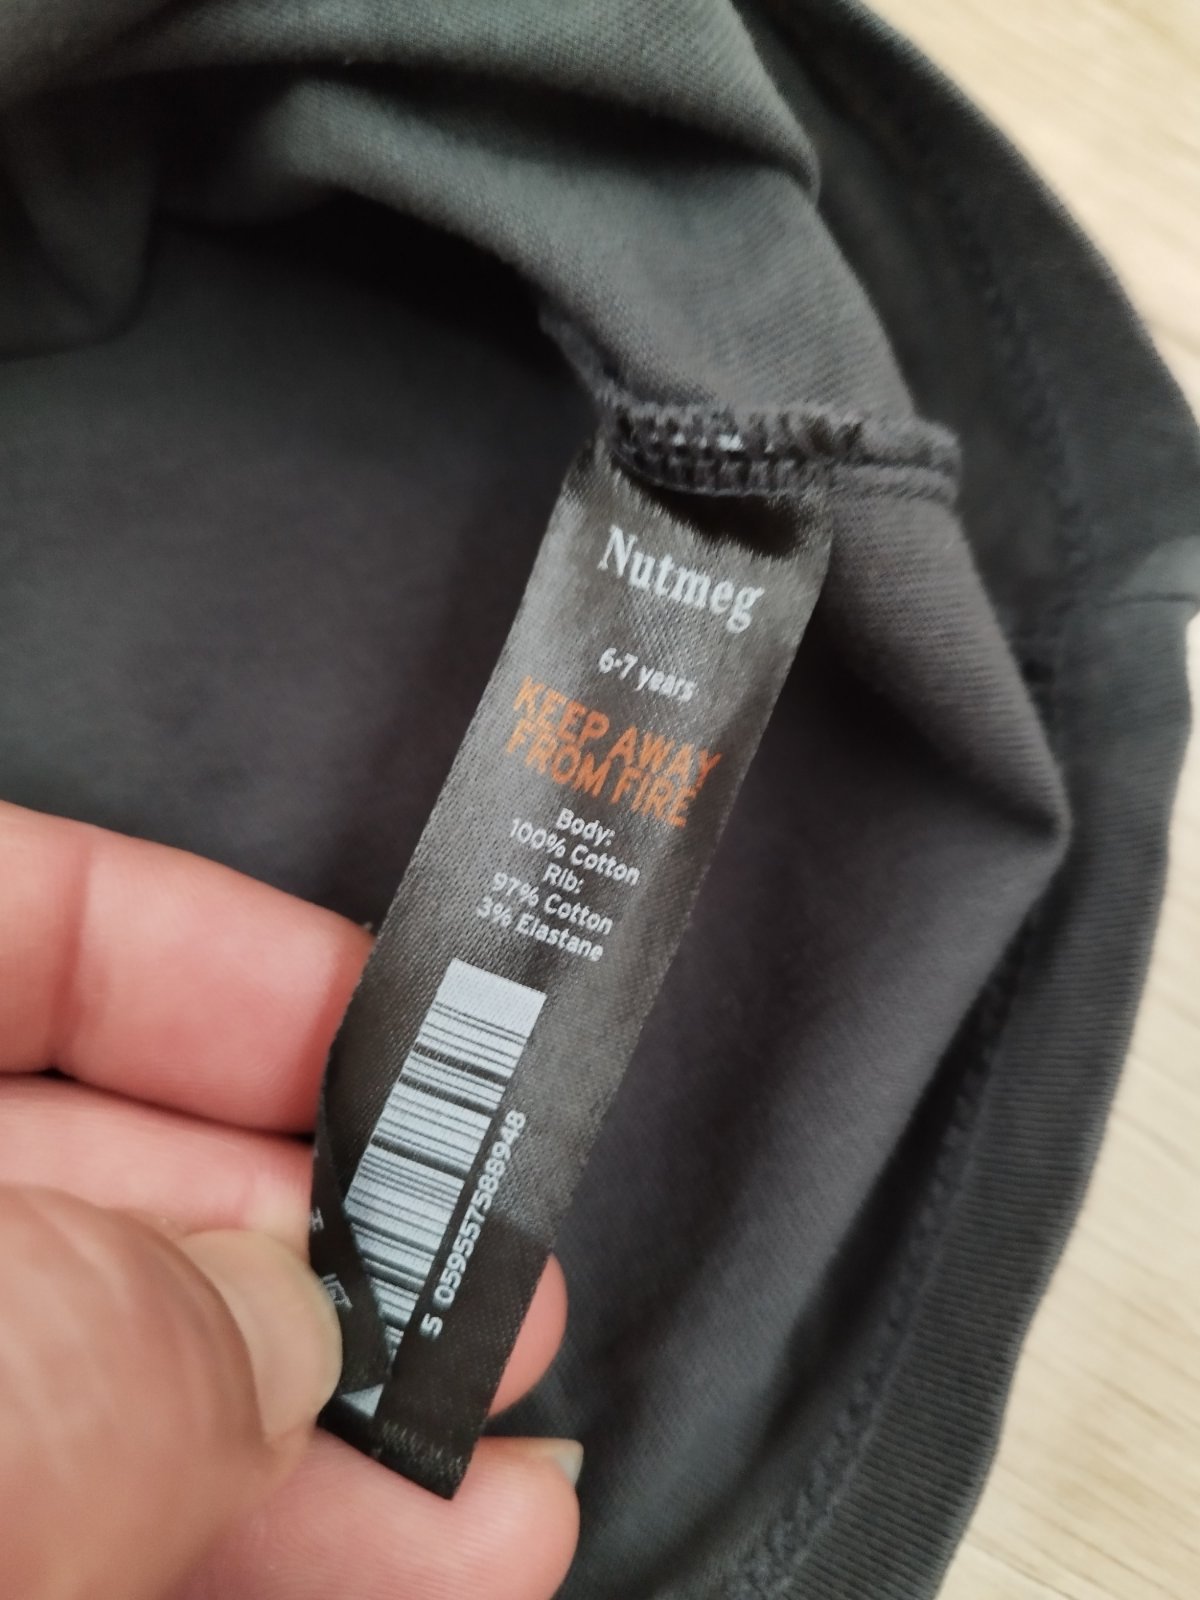 Nutmeg
6-7 years
KEEP AWAY
FROM FIRE
Body:
100% Cotton
Rib:
97% Cotton
3% Elastane
5 059557588948